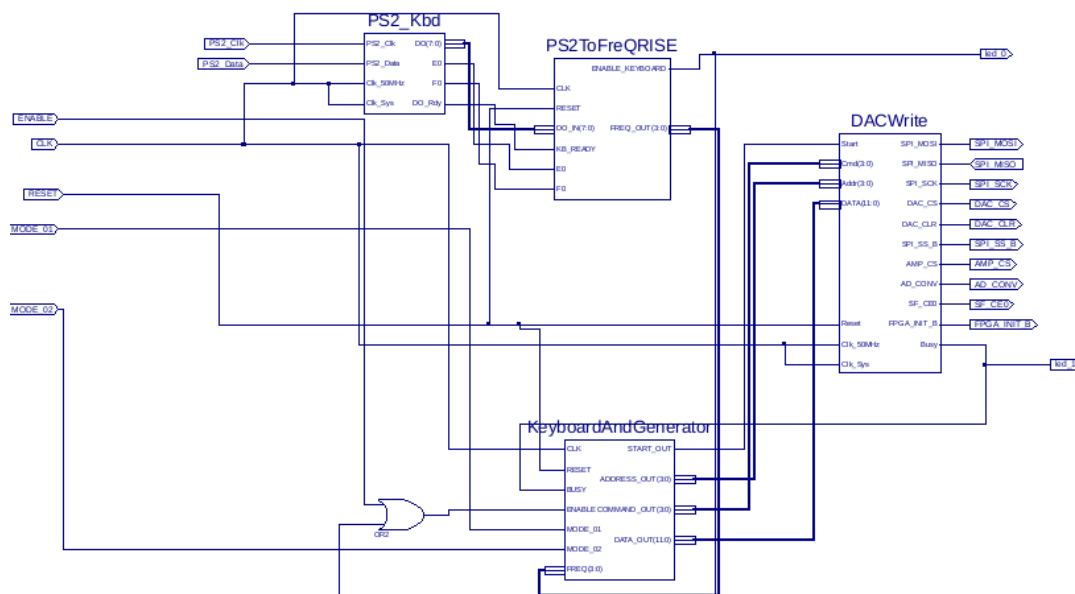 PS2_Kbd
PS2_Clk
PS2_Data
PS2_Clk DO(7:0)
PS2_Data E0
Clk_50MHz F0
Clk_Sys DO_Rdy
PS2ToFreQRISE
ENABLE_KEYBOARD
CLK
RESET
DO_IN(7:0) FREQ_OUT(3:0)
KB_READY
E0
F0
led_0
ENABLE
CLK
RESET
MODE_01
MODE_02
DACWrite
Start SPI_MOSI
Cmd(3:0) SPI_MISO
Addr(3:0) SPI_SCK
DATA(11:0) DAC_CS
DAC_CLR
SPI_SS_B
AMP_CS
AD_CONV
SF_CE0
Reset FPGA_INIT_B
Clk_50MHz Busy
Clk_Sys
SPI_MOSI
SPI_MISO
SPI_SCK
DAC_CS
DAC_CLR
SPI_SS_B
AMP_CS
AD_CONV
SF_CE0
FPGA_INIT_B
led_1
KeyboardAndGenerator
CLK START_OUT
RESET
ADDRESS_OUT(3:0)
BUSY
ENABLE COMMAND_OUT(3:0)
MODE_01
DATA_OUT(11:0)
MODE_02
FREQ(3:0)
OR2